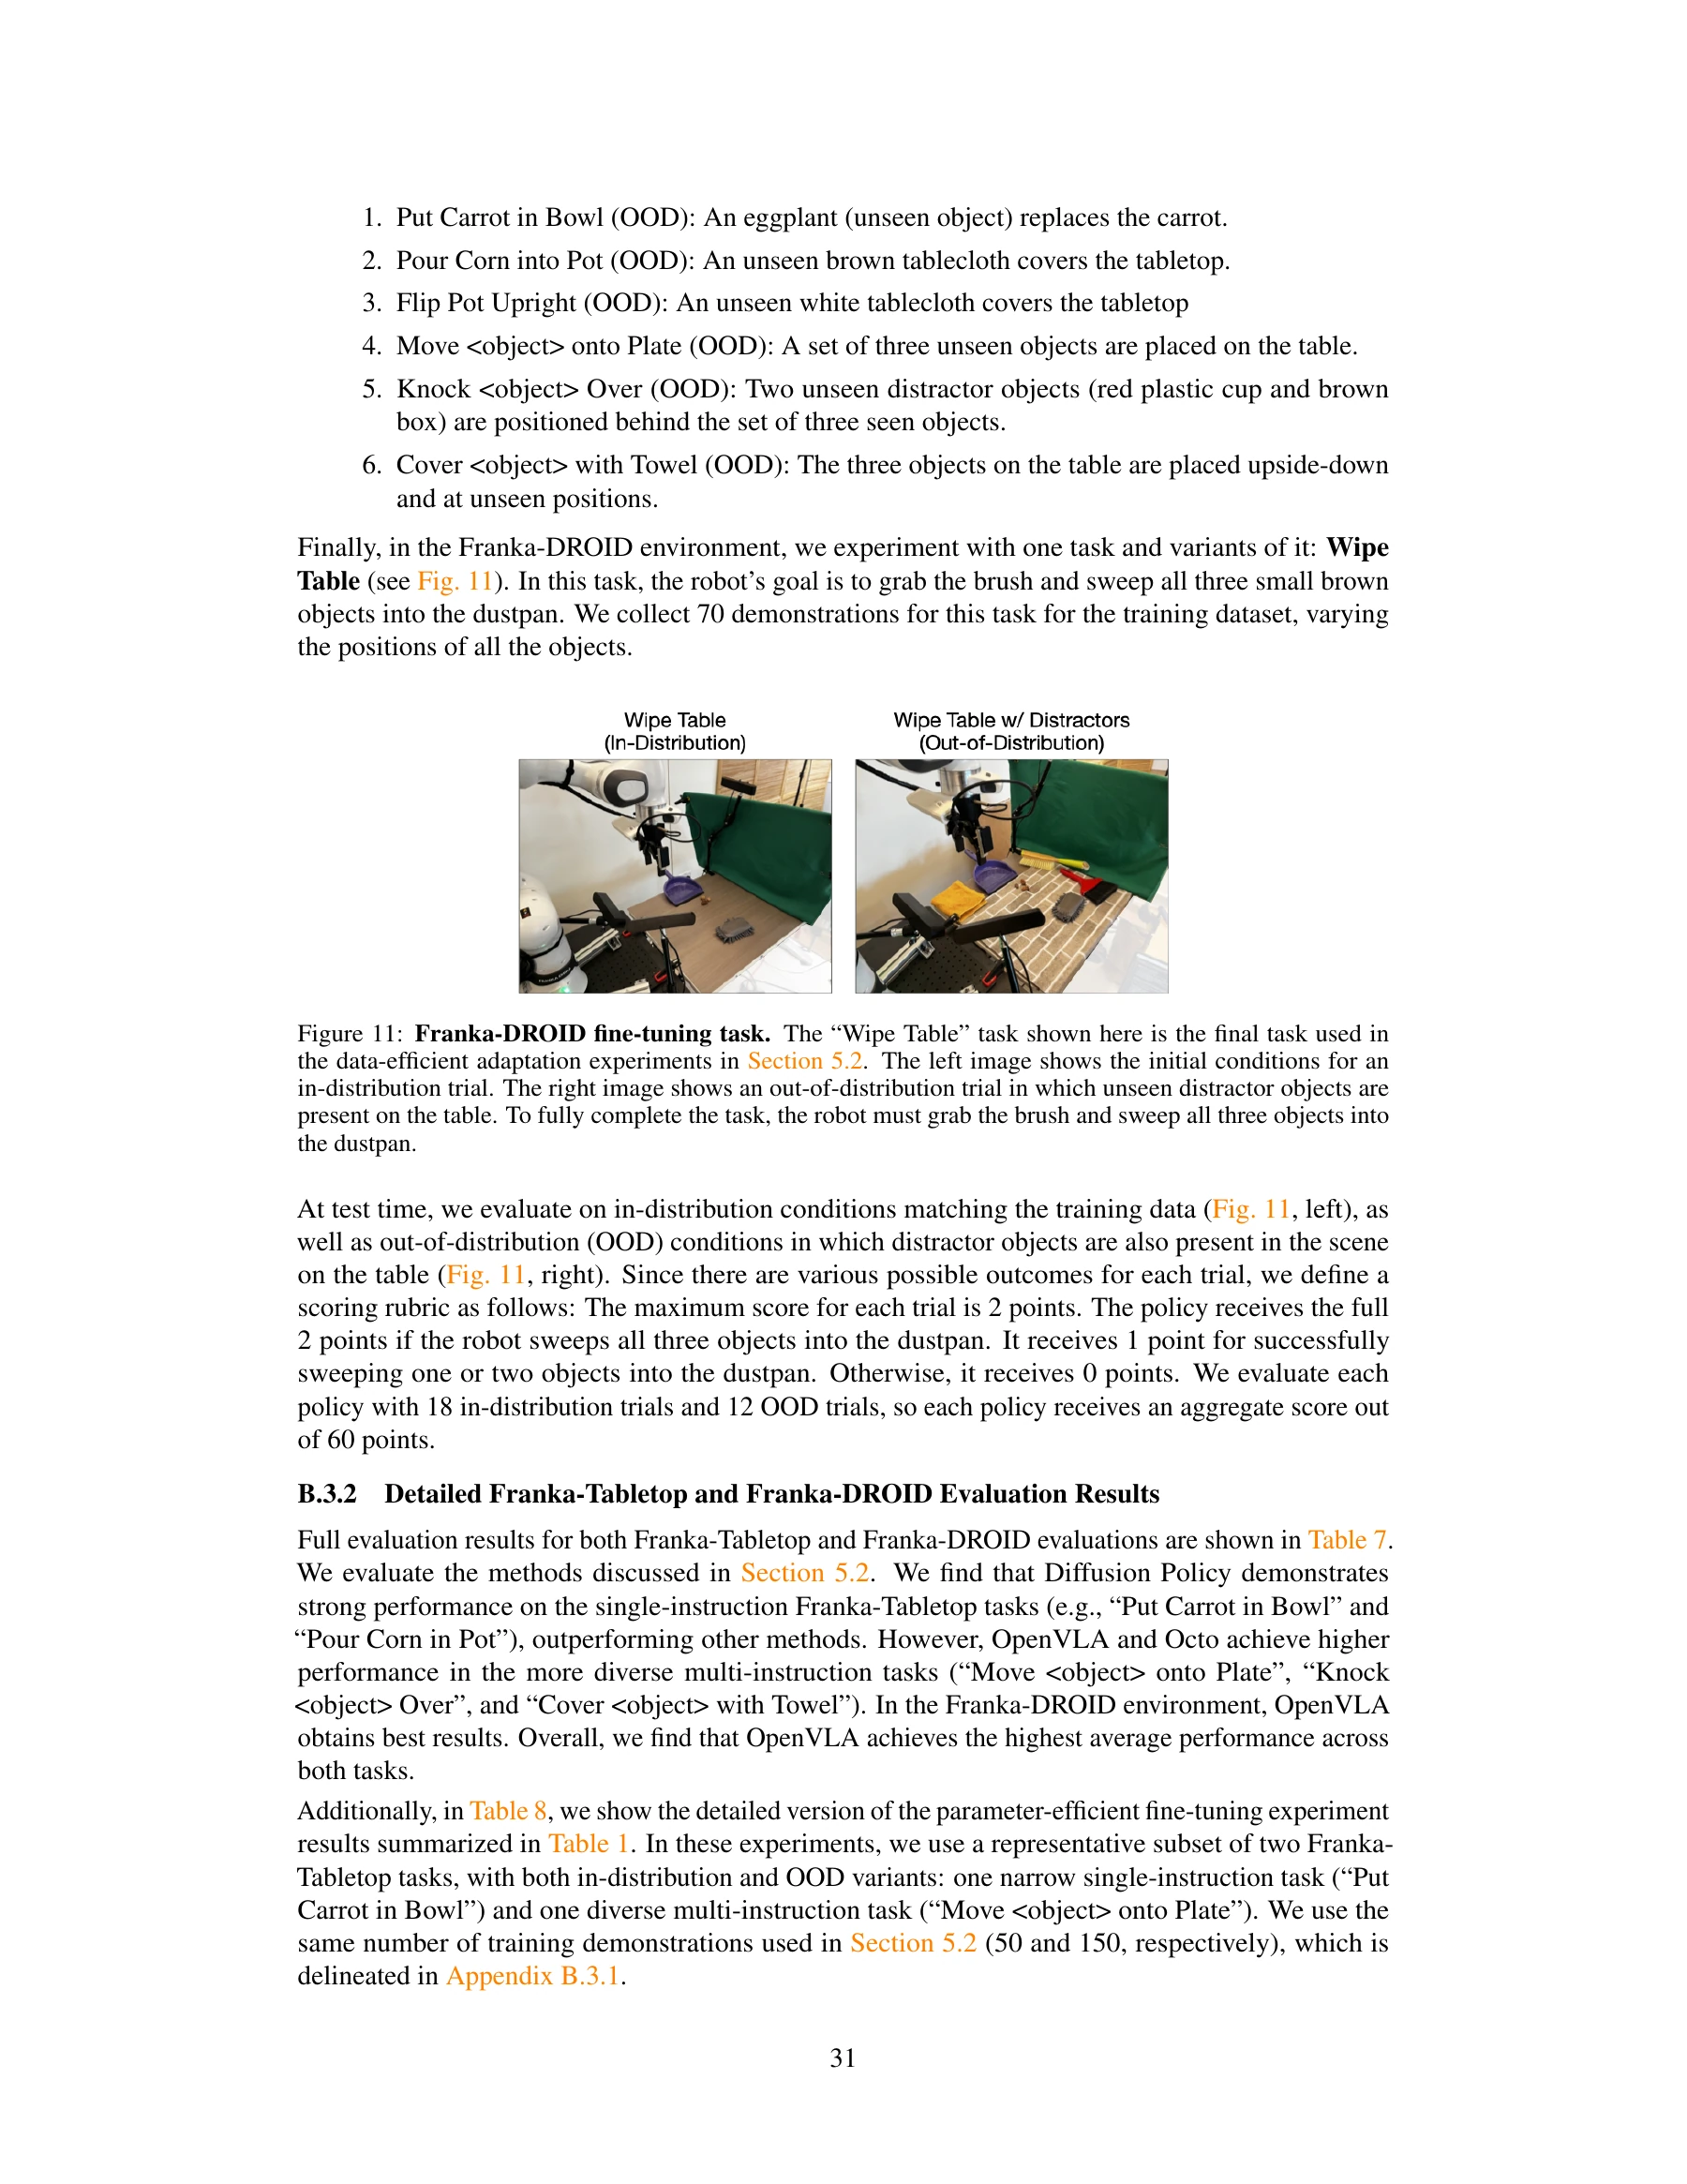 1. Put Carrot in Bowl (OOD): An eggplant (unseen object) replaces the carrot.
2. Pour Corn into Pot (OOD): An unseen brown tablecloth covers the tabletop.
3. Flip Pot Upright (OOD): An unseen white tablecloth covers the tabletop
4. Move <object> onto Plate (OOD): A set of three unseen objects are placed on the table.
5. Knock <object> Over (OOD): Two unseen distractor objects (red plastic cup and brown
box) are positioned behind the set of three seen objects.
6. Cover <object> with Towel (OOD): The three objects on the table are placed upside-down
and at unseen positions.
Finally, in the Franka-DROID environment, we experiment with one task and variants of it: Wipe
Table (see Fig. 11). In this task, the robot's goal is to grab the brush and sweep all three small brown
objects into the dustpan. We collect 70 demonstrations for this task for the training dataset, varying
the positions of all the objects.
Wipe Table
(In-Distribution)
Wipe Table w/ Distractors
(Out-of-Distribution)
Figure 11: Franka-DROID fine-tuning task. The “Wipe Table” task shown here is the final task used in
the data-efficient adaptation experiments in Section 5.2. The left image shows the initial conditions for an
in-distribution trial. The right image shows an out-of-distribution trial in which unseen distractor objects are
present on the table. To fully complete the task, the robot must grab the brush and sweep all three objects into
the dustpan.
At test time, we evaluate on in-distribution conditions matching the training data (Fig. 11, left), as
well as out-of-distribution (OOD) conditions in which distractor objects are also present in the scene
on the table (Fig. 11, right). Since there are various possible outcomes for each trial, we define a
scoring rubric as follows: The maximum score for each trial is 2 points. The policy receives the full
2 points if the robot sweeps all three objects into the dustpan. It receives 1 point for successfully
sweeping one or two objects into the dustpan. Otherwise, it receives 0 points. We evaluate each
policy with 18 in-distribution trials and 12 OOD trials, so each policy receives an aggregate score out
of 60 points.
B.3.2 Detailed Franka-Tabletop and Franka-DROID Evaluation Results
Full evaluation results for both Franka-Tabletop and Franka-DROID evaluations are shown in Table 7.
We evaluate the methods discussed in Section 5.2. We find that Diffusion Policy demonstrates
strong performance on the single-instruction Franka-Tabletop tasks (e.g., “Put Carrot in Bowl” and
“Pour Corn in Pot”), outperforming other methods. However, OpenVLA and Octo achieve higher
performance in the more diverse multi-instruction tasks (“Move <object> onto Plate”, “Knock
<object> Over”, and “Cover <object> with Towel”). In the Franka-DROID environment, OpenVLA
obtains best results. Overall, we find that OpenVLA achieves the highest average performance across
both tasks.
Additionally, in Table 8, we show the detailed version of the parameter-efficient fine-tuning experiment
results summarized in Table 1. In these experiments, we use a representative subset of two Franka-
Tabletop tasks, with both in-distribution and OOD variants: one narrow single-instruction task (“Put
Carrot in Bowl”) and one diverse multi-instruction task (“Move <object> onto Plate”). We use the
same number of training demonstrations used in Section 5.2 (50 and 150, respectively), which is
delineated in Appendix B.3.1.
31